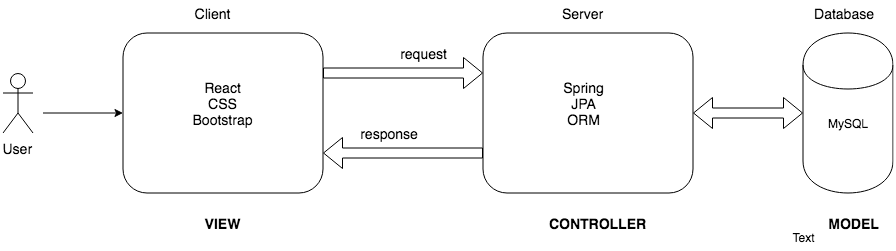 Client
Server
Database
request
React
CSS
Bootstrap
Spring
JPA
ORM
MySQL
response
User
VIEW
CONTROLLER
MODEL
Text